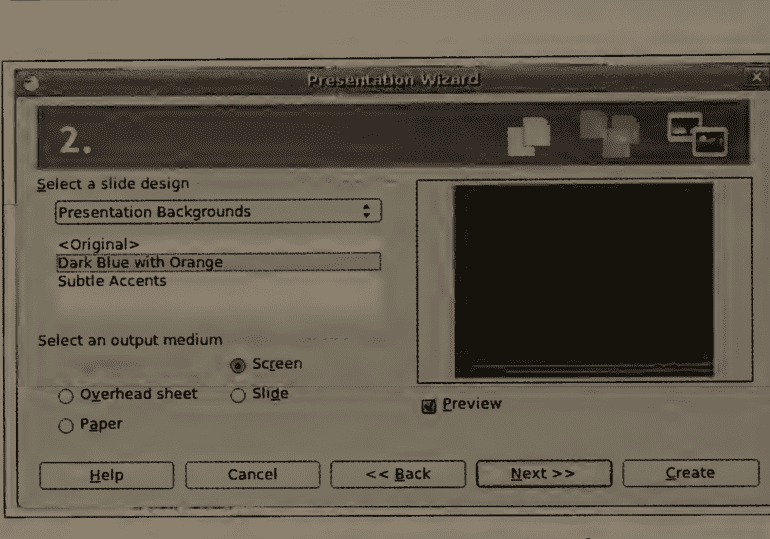 Presentation Wizard
2.
Select a slide design
Presentation Backgrounds
<Original>
Dark Blue with Orange
Subtle Accents
Select an output medium
Screen
Overhead sheet
Slide
Paper
Preview
Help
Cancel
<< Back
Next >>
Create